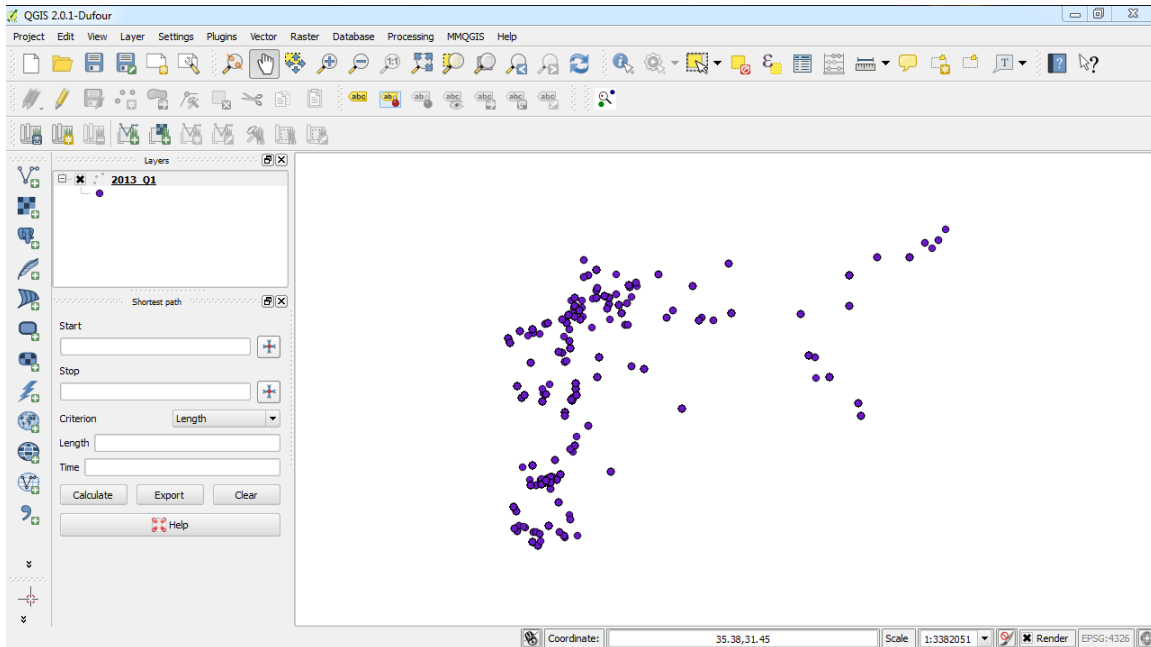 QGIS 2.0.1-Dufour
Project Edit View Layer Settings Plugins Vector Raster Database Processing MMQGIS Help
Layers
2013_Q1
Shortest path
Start
Stop
Criterion Length
Length
Time
Calculate Export Clear
Help
Coordinate: 35.38,31.45 Scale 1:3382051 Render EPSG:4326